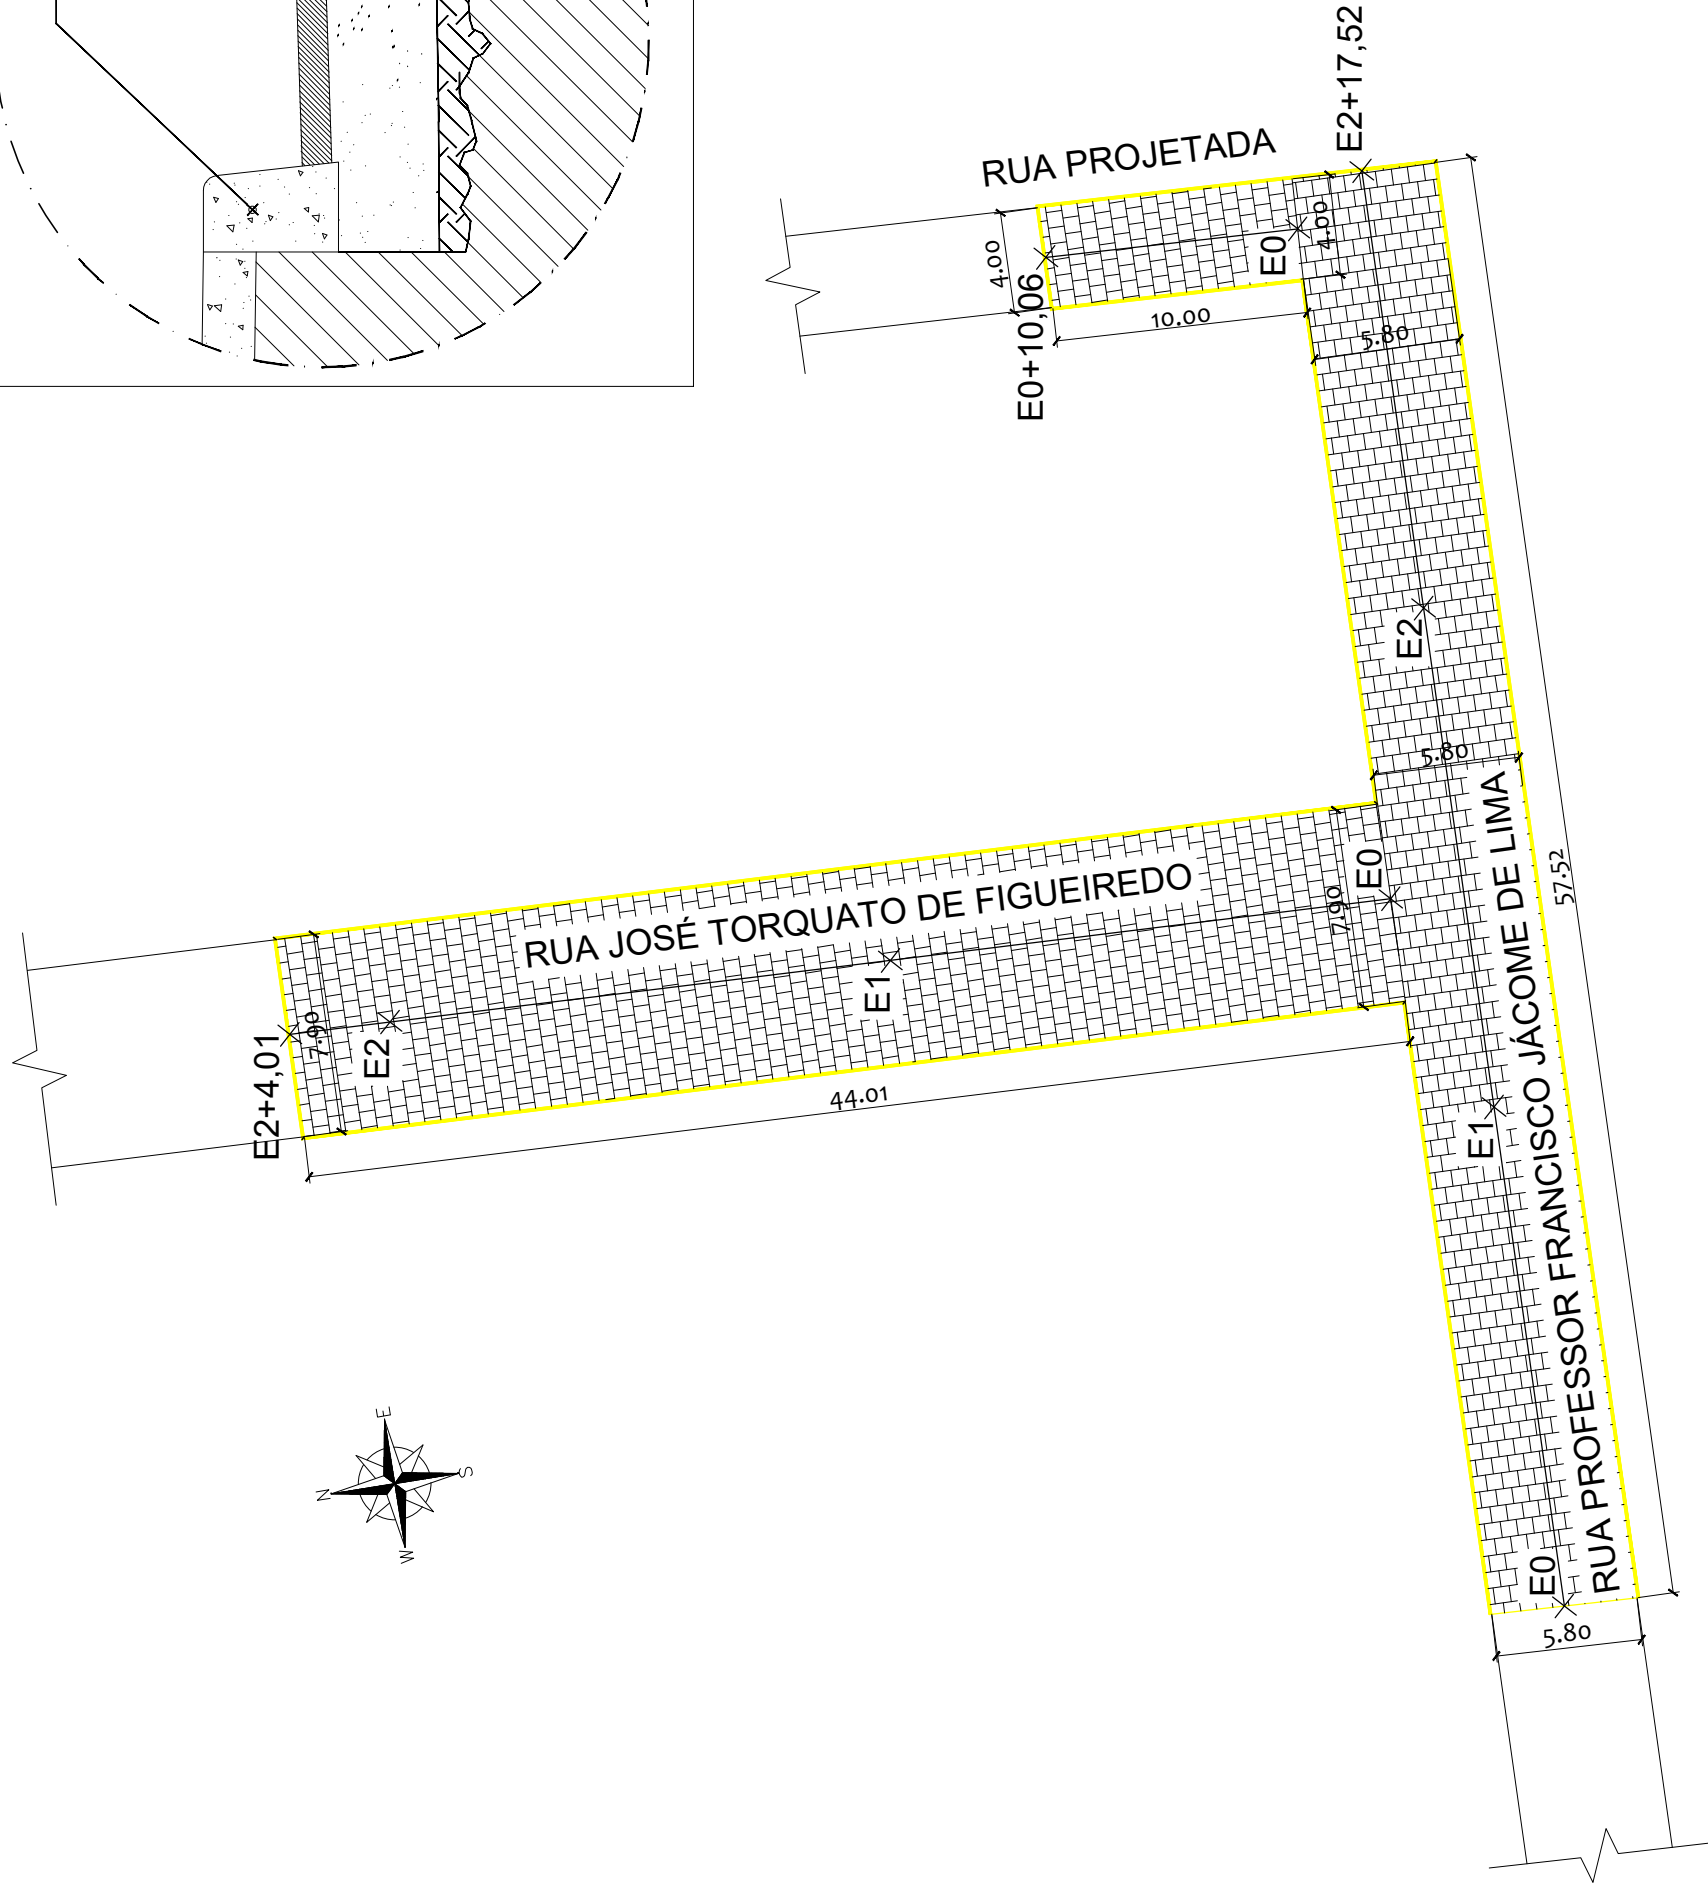 E2+17,52
RUA PROJETADA
4.00
E0
4.00
E0+10,06
10.00
5.80
E2
5.80
RUA JOSÉ TORQUATO DE FIGUEIREDO
E0
7.90
E1
E2
7.90
E2+4,01
44.01
57.52
RUA PROFESSOR FRANCISCO JÁCOME DE LIMA
E1
E0
5.80
E
S
N
W